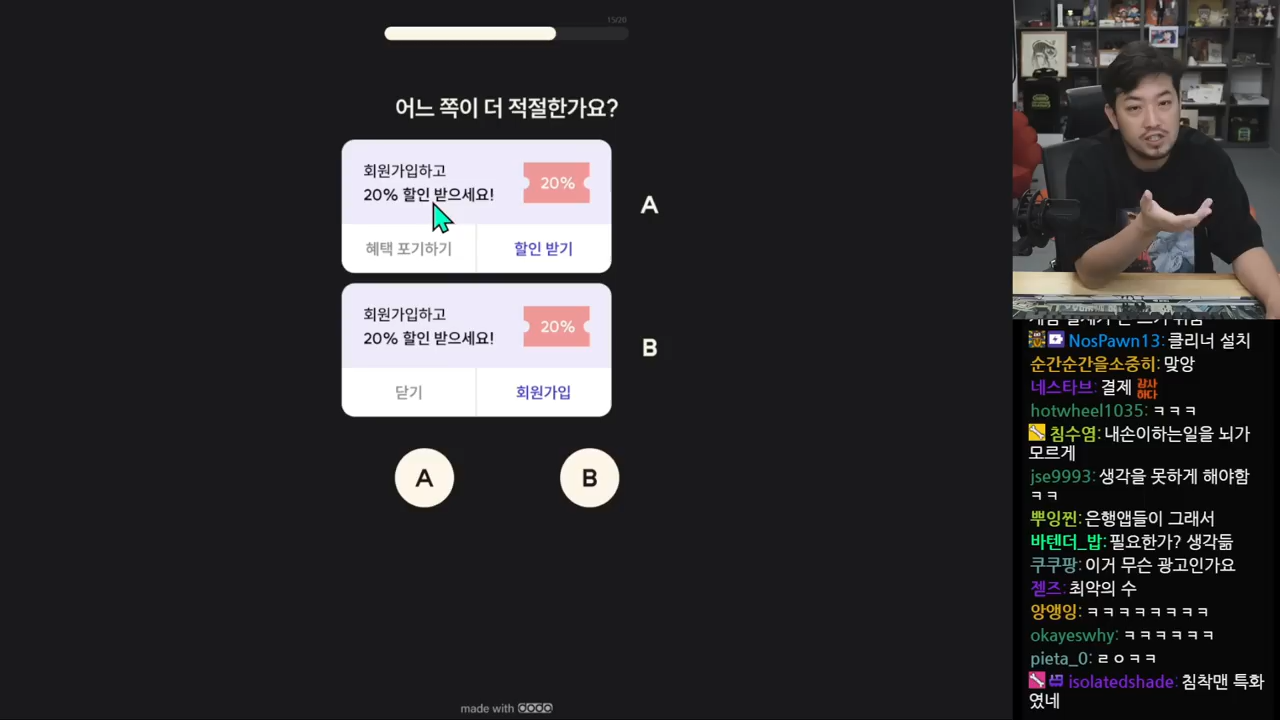 15/20
어느 쪽이 더 적절한가요?
회원가입하고
20% 할인 받으세요!
20%
혜택 포기하기
할인 받기
A
회원가입하고
20% 할인 받으세요!
20%
닫기
회원가입
B
A
B
made with
NosPawn13: 클리너 설치
순간순간을소중히: 맞앙
네스타브: 결제 감사하다
hotwheel1035: ㅋㅋㅋ
침수염: 내손이하는일을 뇌가
모르게
jse9993: 생각을 못하게 해야함
ㅋㅋ
뿌잉찐: 은행앱들이 그래서
바텐더_밥: 필요한가? 생각듦
쿠쿠팡: 이거 무슨 광고인가요
젤즈: 최악의 수
앙앵잉: ㅋㅋㅋㅋㅋㅋㅋㅋ
okayeswhy: ㅋㅋㅋㅋㅋㅋ
pieta_0: ㄹㅇㅋㅋ
isolatedshade: 침착맨 특화
였네